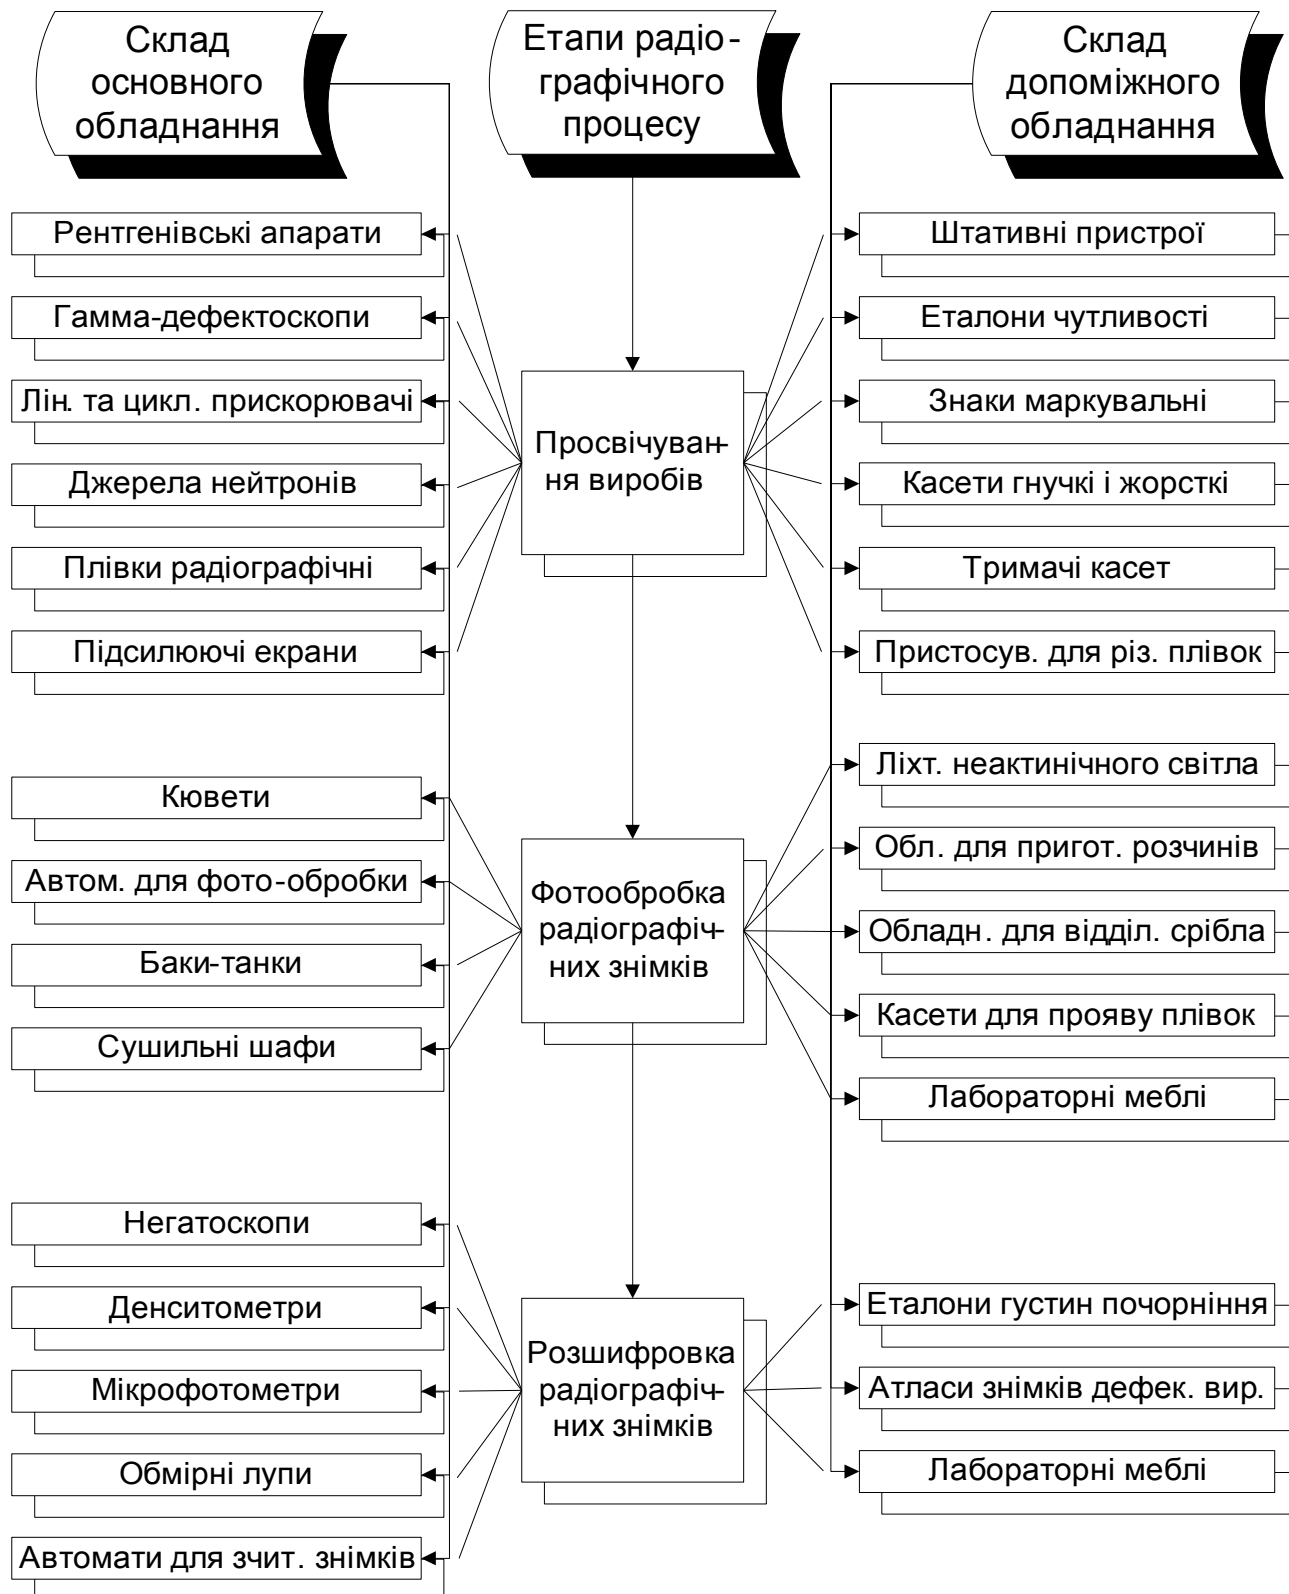 Склад
основного
обладнання
Етапи радіо-
графічного
процесу
Склад
допоміжного
обладнання
Рентгенівські апарати
Гамма-дефектоскопи
Лін. та цикл. прискорювачі
Джерела нейтронів
Плівки радіографічні
Підсилюючі екрани
Просвічуван-
ня виробів
Штативні пристрої
Еталони чутливості
Знаки маркувальні
Касети гнучкі і жорсткі
Тримачі касет
Пристосув. для різ. плівок
Кювети
Автом. для фото-обробки
Баки-танки
Сушильні шафи
Фотообробка
радіографіч-
них знімків
Ліхт. неактинічного світла
Обл. для пригот. розчинів
Обладн. для відділ. срібла
Касети для прояву плівок
Лабораторні меблі
Негатоскопи
Денситометри
Мікрофотометри
Обмірні лупи
Автомати для зчит. знімків
Розшифровка
радіографіч-
них знімків
Еталони густин почорніння
Атласи знімків дефек. вир.
Лабораторні меблі